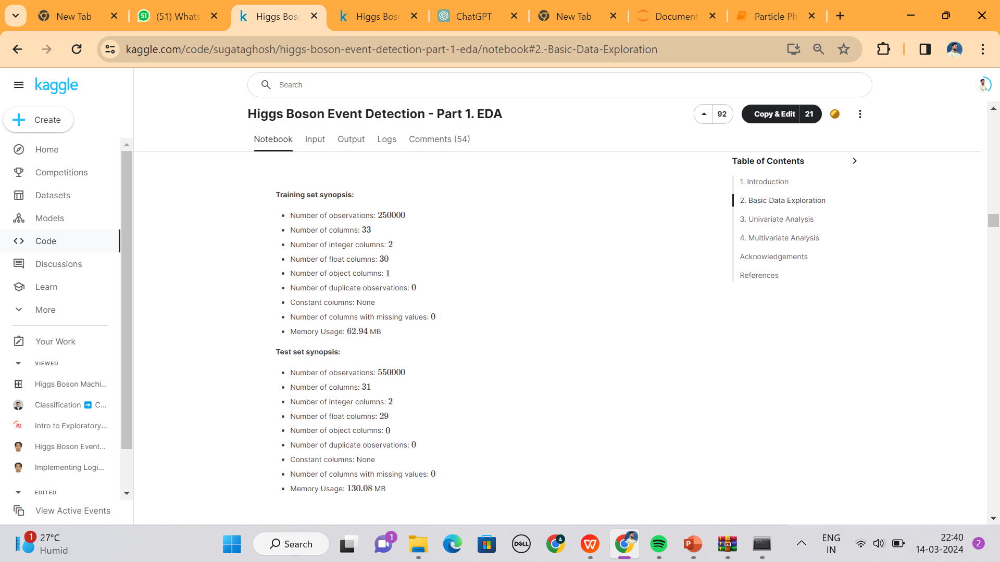 New Tab
(51) Whats
Higgs Bos
Higgs Bos
ChatGPT
New Tab
Document
Particle Ph
kaggle.com/code/sugataghosh/higgs-boson-event-detection-part-1-eda/notebook#2.-Basic-Data-Exploration
kaggle
Search
Create
Home
Competitions
Datasets
Models
Code
Discussions
Learn
More
Your Work
VIEWED
Higgs Boson Machi...
Classification ➡ C...
Intro to Exploratory...
Higgs Boson Event...
Implementing Logi...
EDITED
View Active Events
Higgs Boson Event Detection - Part 1. EDA
92
Copy & Edit 21
Notebook Input Output Logs Comments (54)
Training set synopsis:
• Number of observations: 250000
• Number of columns: 33
• Number of integer columns: 2
• Number of float columns: 30
• Number of object columns: 1
• Number of duplicate observations: 0
• Constant columns: None
• Number of columns with missing values: 0
• Memory Usage: 62.94 MB
Test set synopsis:
• Number of observations: 550000
• Number of columns: 31
• Number of integer columns: 2
• Number of float columns: 29
• Number of object columns: 0
• Number of duplicate observations: 0
• Constant columns: None
• Number of columns with missing values: 0
• Memory Usage: 130.08 MB
Table of Contents
1. Introduction
2. Basic Data Exploration
3. Univariate Analysis
4. Multivariate Analysis
Acknowledgements
References
1
27°C
Humid
Search
1
DELL
ENG
IN
22:40
14-03-2024
2